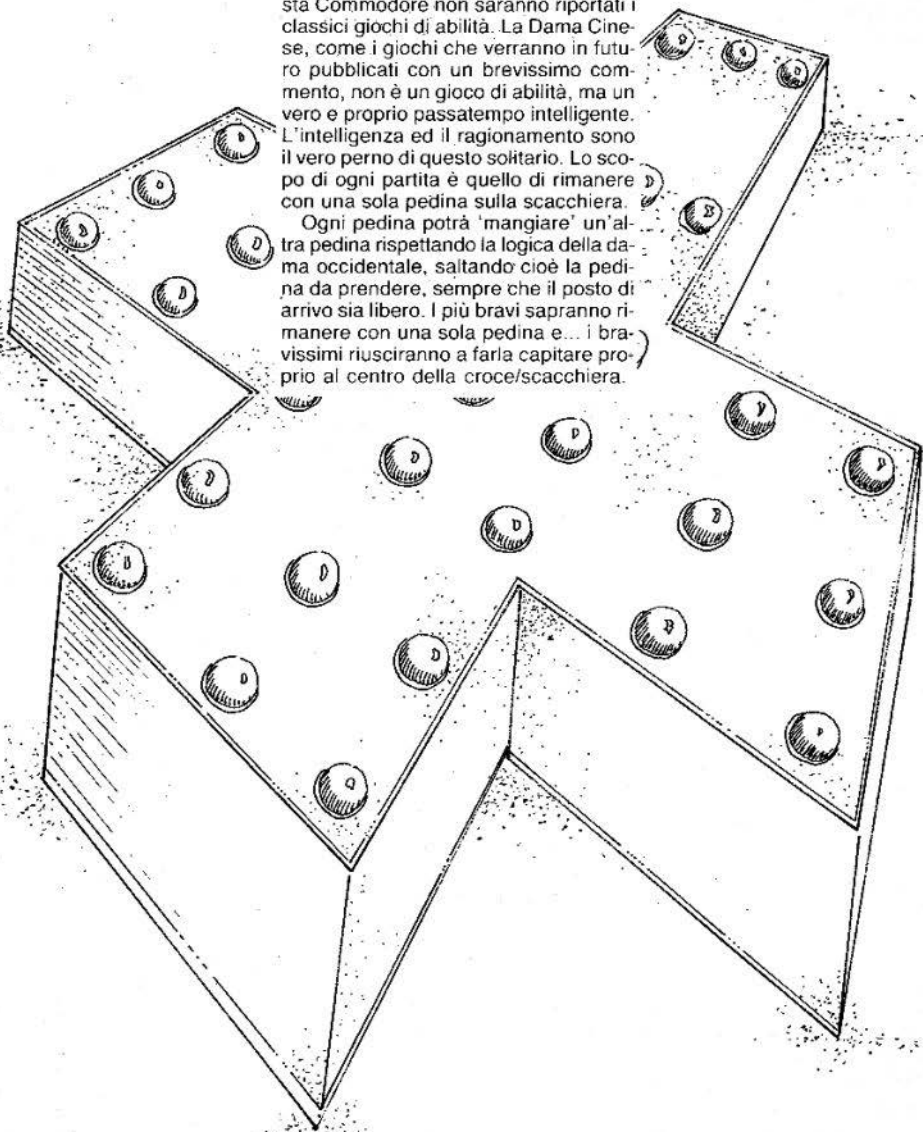 sta Commodore non saranno riportati i
classici giochi di abilità. La Dama Cine-
se, come i giochi che verranno in futu-
ro pubblicati con un brevissimo com-
mento, non è un gioco di abilità, ma un
vero e proprio passatempo intelligente.
L'intelligenza ed il ragionamento sono
il vero perno di questo solitario. Lo sco-
po di ogni partita è quello di rimanere
con una sola pedina sulla scacchiera.
Ogni pedina potrà 'mangiare' un'al-
tra pedina rispettando la logica della da-
ma occidentale, saltando cioè la pedi-
na da prendere, sempre che il posto di
arrivo sia libero. I più bravi sapranno ri-
manere con una sola pedina e... i bra-
vissimi riusciranno a farla capitare pro-
prio al centro della croce/scacchiera.